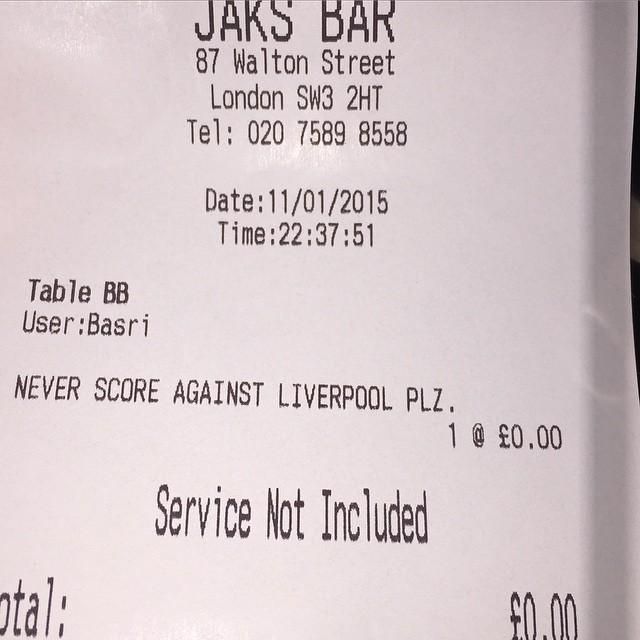 JAKS BAR
87 Walton Street
London SW3 2HT
Tel: 020 7589 8558
Date:11/01/2015
Time:22:37:51
Table BB
User:Basri
NEVER SCORE AGAINST LIVERPOOL PLZ.
1 @ £0.00
Service Not Included
otal: £0.00